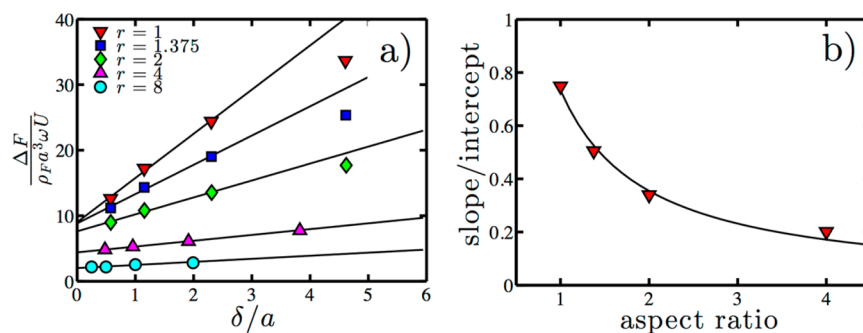 40
30
20
10
0
r = 1
r = 1.375
r = 2
r = 4
r = 8
a)
ΔF
ρ_F a³ωU
0 1 2 3 4 5 6
δ/a
1
0.8
0.6
0.4
0.2
0
b)
slope/intercept
1 2 3 4
aspect ratio